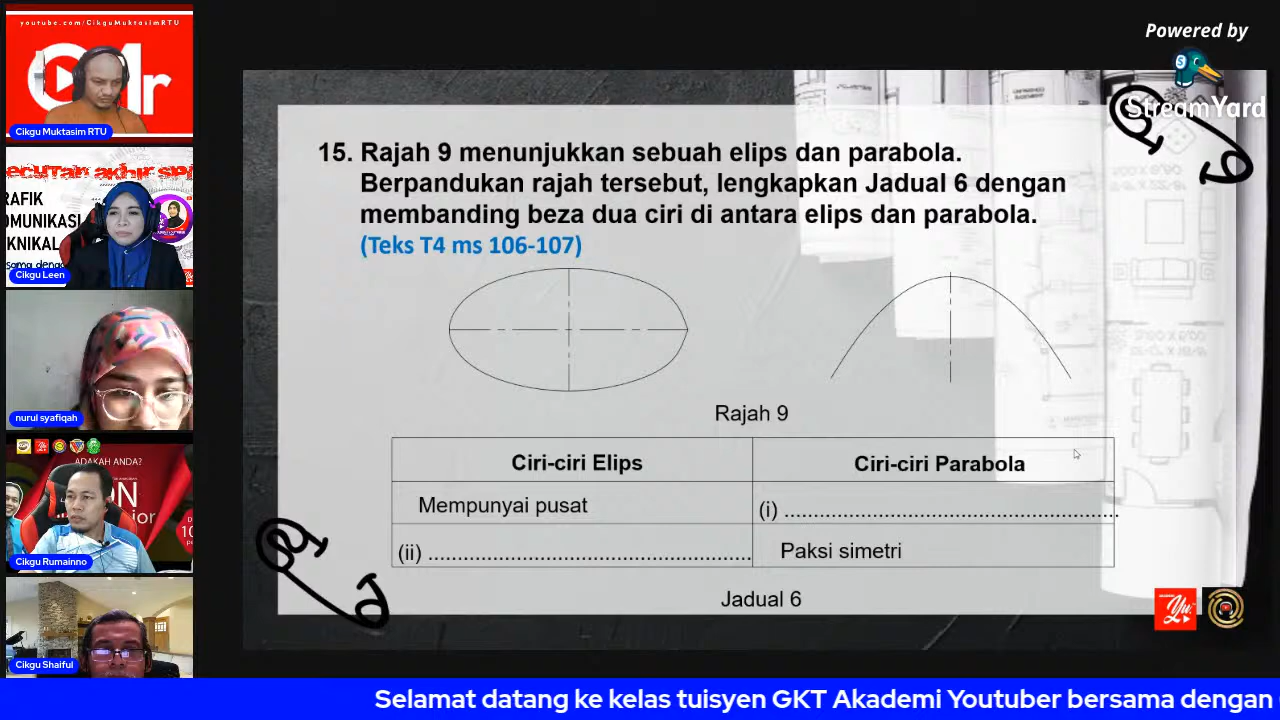 Powered by
StreamYard
youtube.com/CikguMuktasimRTU
Cikgu Muktasim RTU
KOMUNIKASI
Cikgu Leen
nurul syafiqah
ADAKAH ANDA?
Cikgu Rumainno
Cikgu Shaiful
15. Rajah 9 menunjukkan sebuah elips dan parabola.
Berpandukan rajah tersebut, lengkapkan Jadual 6 dengan
membanding beza dua ciri di antara elips dan parabola.
(Teks T4 ms 106-107)
Rajah 9
Ciri-ciri Elips
Ciri-ciri Parabola
Mempunyai pusat
(i) .........................................................
(ii) .......................................................
Paksi simetri
Jadual 6
Selamat datang ke kelas tuisyen GKT Akademi Youtuber bersama dengan